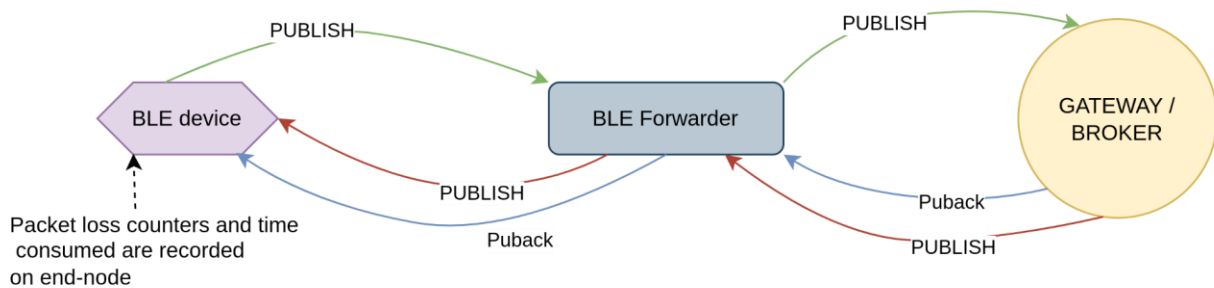 PUBLISH
PUBLISH
BLE device
BLE Forwarder
GATEWAY /
BROKER
PUBLISH
Puback
Puback
PUBLISH
Packet loss counters and time
consumed are recorded
on end-node